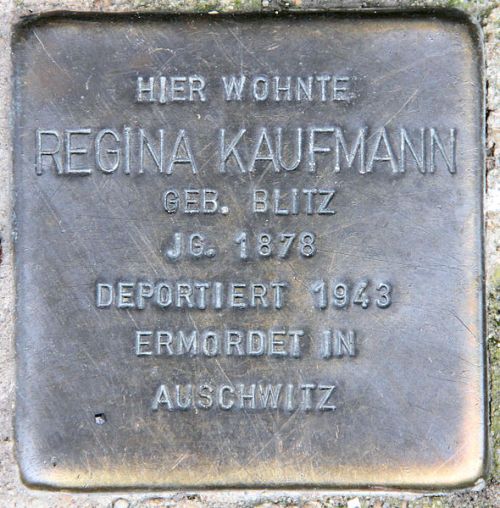 HIER WOHNTE
REGINA KAUFMANN
GEB. BLITZ
JG. 1878
DEPORTIERT 1943
ERMORDET IN
AUSCHWITZ